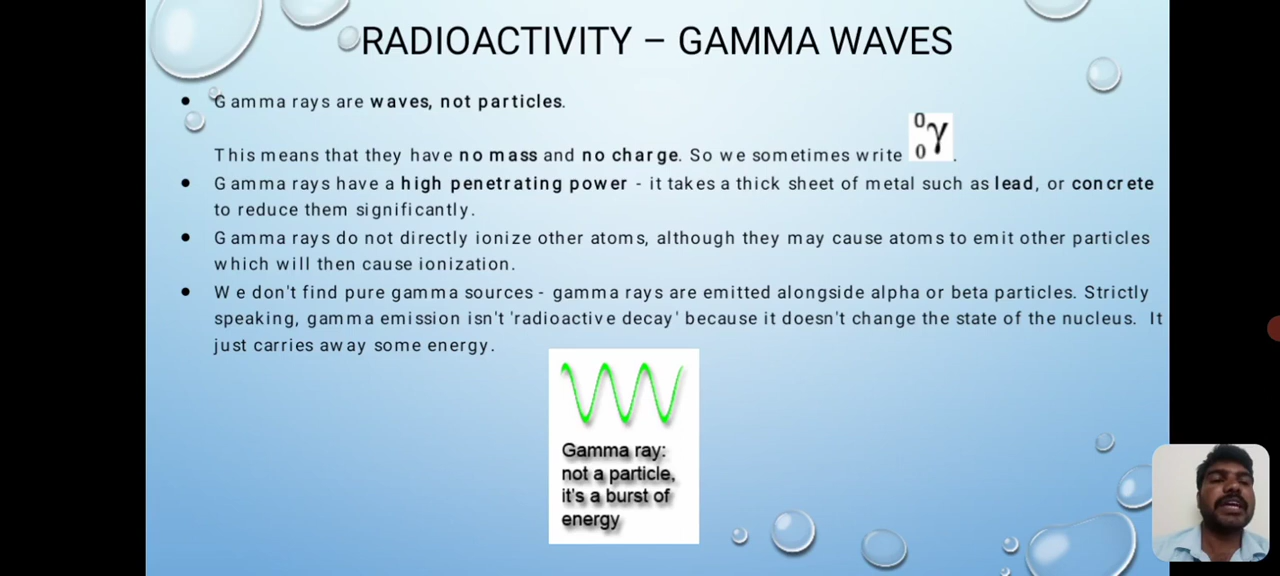 RADIOACTIVITY – GAMMA WAVES
• Gamma rays are waves, not particles.
This means that they have no mass and no charge. So we sometimes write ⁰₀γ.
• Gamma rays have a high penetrating power - it takes a thick sheet of metal such as lead, or concrete
to reduce them significantly.
• Gamma rays do not directly ionize other atoms, although they may cause atoms to emit other particles
which will then cause ionization.
• We don't find pure gamma sources - gamma rays are emitted alongside alpha or beta particles. Strictly
speaking, gamma emission isn't 'radioactive decay' because it doesn't change the state of the nucleus. It
just carries away some energy.
Gamma ray:
not a particle,
it's a burst of
energy